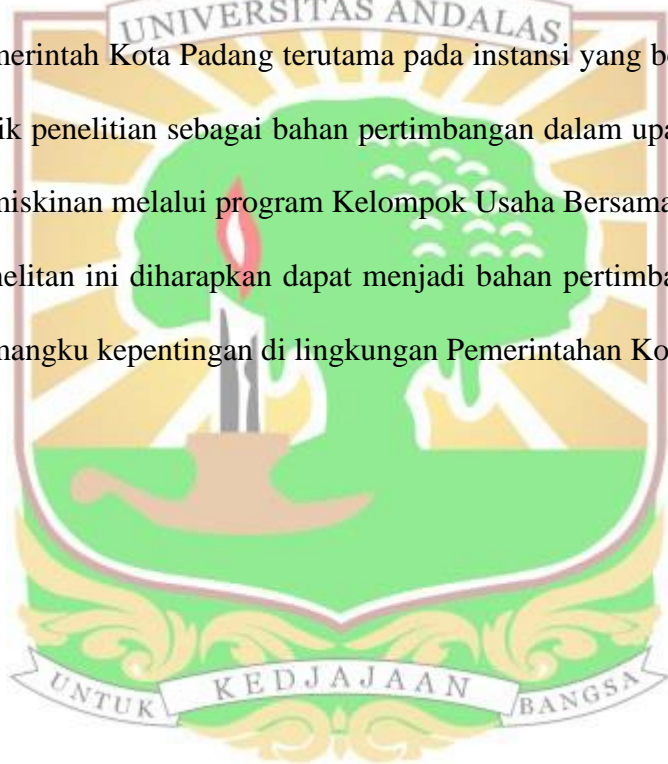 UNIVERSITAS ANDALAS
merintah Kota Padang terutama pada instansi yang be
ik penelitian sebagai bahan pertimbangan dalam upa
miskinan melalui program Kelompok Usaha Bersama
nelitan ini diharapkan dapat menjadi bahan pertimba
mangku kepentingan di lingkungan Pemerintahan Ko
UNTUK KEDJAJAAN BANGSA